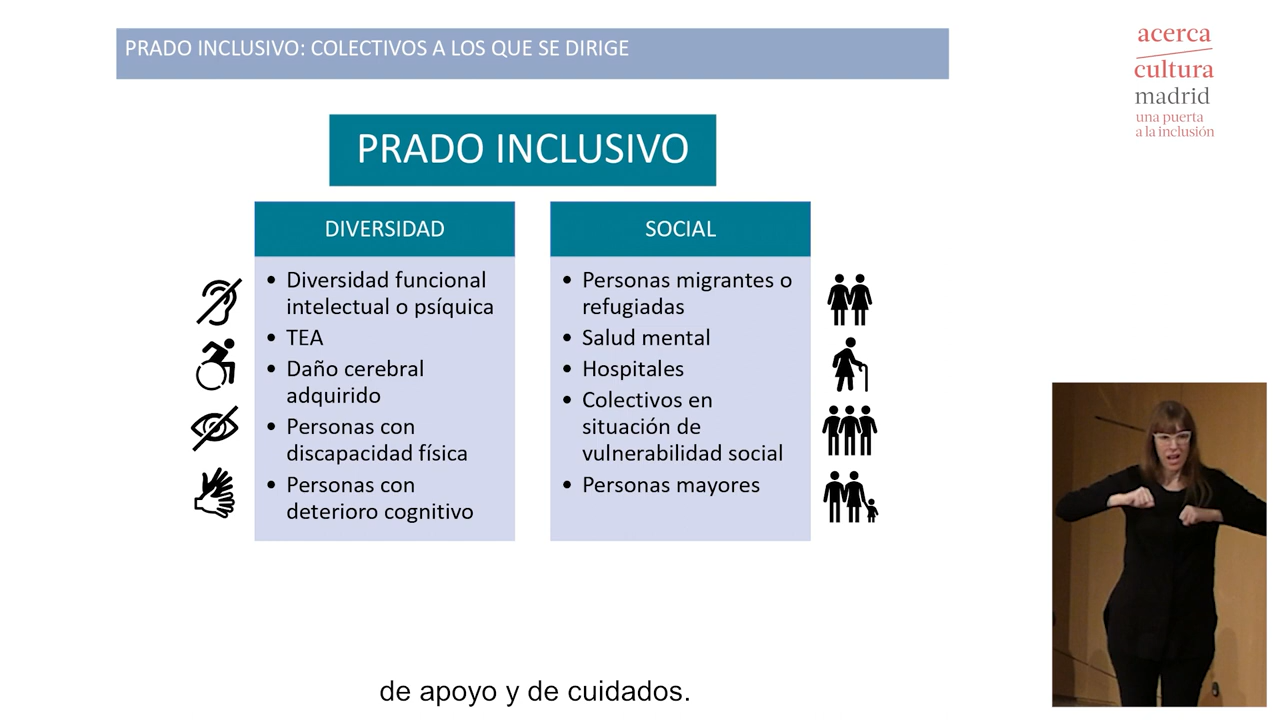 PRADO INCLUSIVO: COLECTIVOS A LOS QUE SE DIRIGE
acerca
cultura
madrid
una puerta
a la inclusión
PRADO INCLUSIVO
DIVERSIDAD
• Diversidad funcional
intelectual o psíquica
• TEA
• Daño cerebral
adquirido
• Personas con
discapacidad física
• Personas con
deterioro cognitivo
SOCIAL
• Personas migrantes o
refugiadas
• Salud mental
• Hospitales
• Colectivos en
situación de
vulnerabilidad social
• Personas mayores
de apoyo y de cuidados.